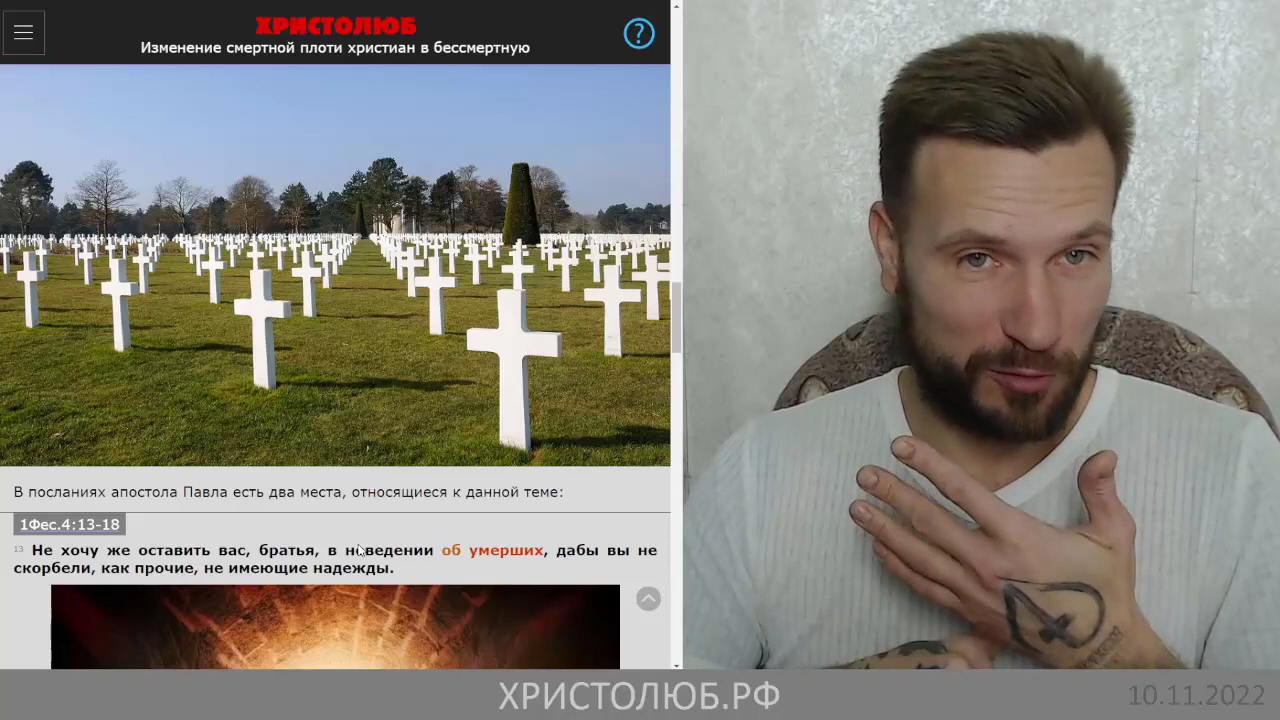 ХРИСТОЛЮБ
Изменение смертной плоти христиан в бессмертную
?
В посланиях апостола Павла есть два места, относящиеся к данной теме:
1Фес.4:13-18
13 Не хочу же оставить вас, братья, в неведении об умерших, дабы вы не
скорбели, как прочие, не имеющие надежды.
ХРИСТОЛЮБ.РФ
10.11.2022